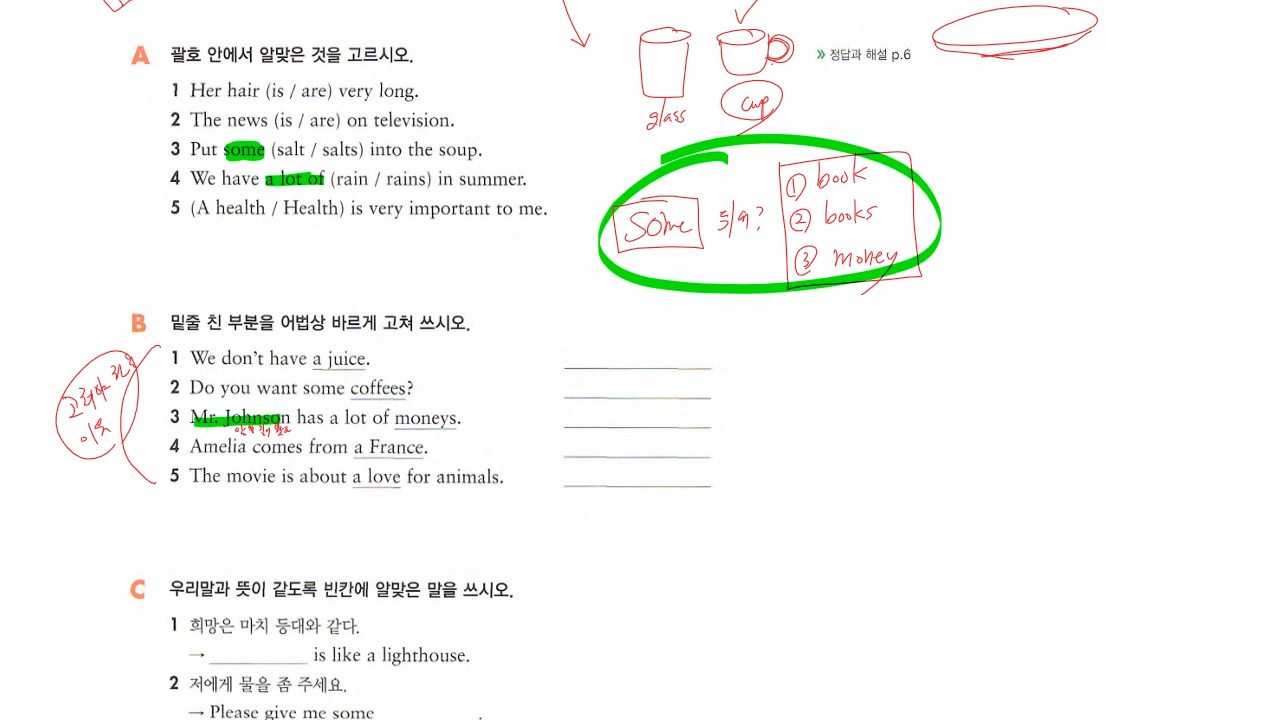 A 괄호 안에서 알맞은 것을 고르시오.
» 정답과 해설 p.6
1 Her hair (is / are) very long.
2 The news (is / are) on television.
3 Put some (salt / salts) into the soup.
4 We have a lot of (rain / rains) in summer.
5 (A health / Health) is very important to me.
glass
cup
Some
① book
② books
③ money
B 밑줄 친 부분을 어법상 바르게 고쳐 쓰시오.
1 We don't have a juice.
2 Do you want some coffees?
3 Mr. Johnson has a lot of moneys.
4 Amelia comes from a France.
5 The movie is about a love for animals.
이유
C 우리말과 뜻이 같도록 빈칸에 알맞은 말을 쓰시오.
1 희망은 마치 등대와 같다.
→ __________ is like a lighthouse.
2 저에게 물을 좀 주세요.
→ Please give me some __________.